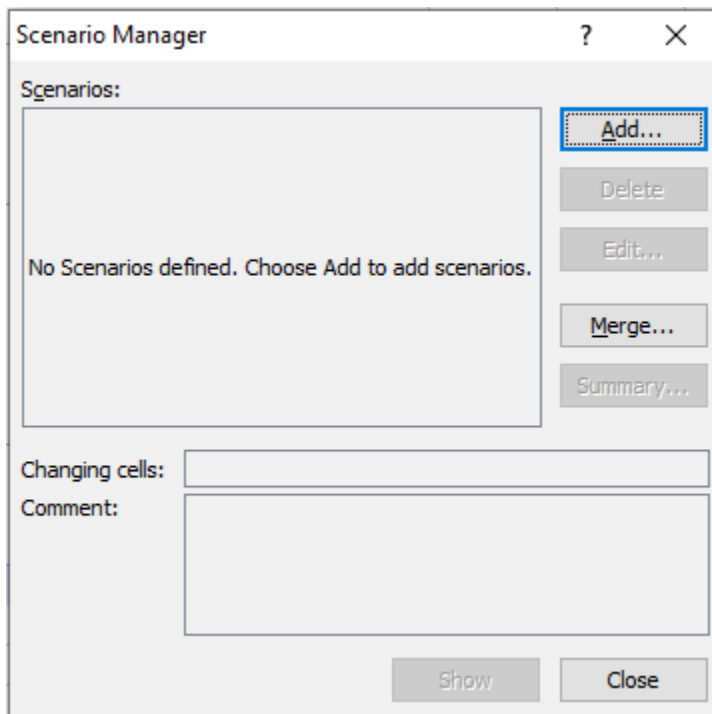 Scenario Manager
?
Scenarios:
Add...
Delete
No Scenarios defined. Choose Add to add scenarios.
Edit...
Merge...
Summary...
Changing cells:
Comment:
Show
Close